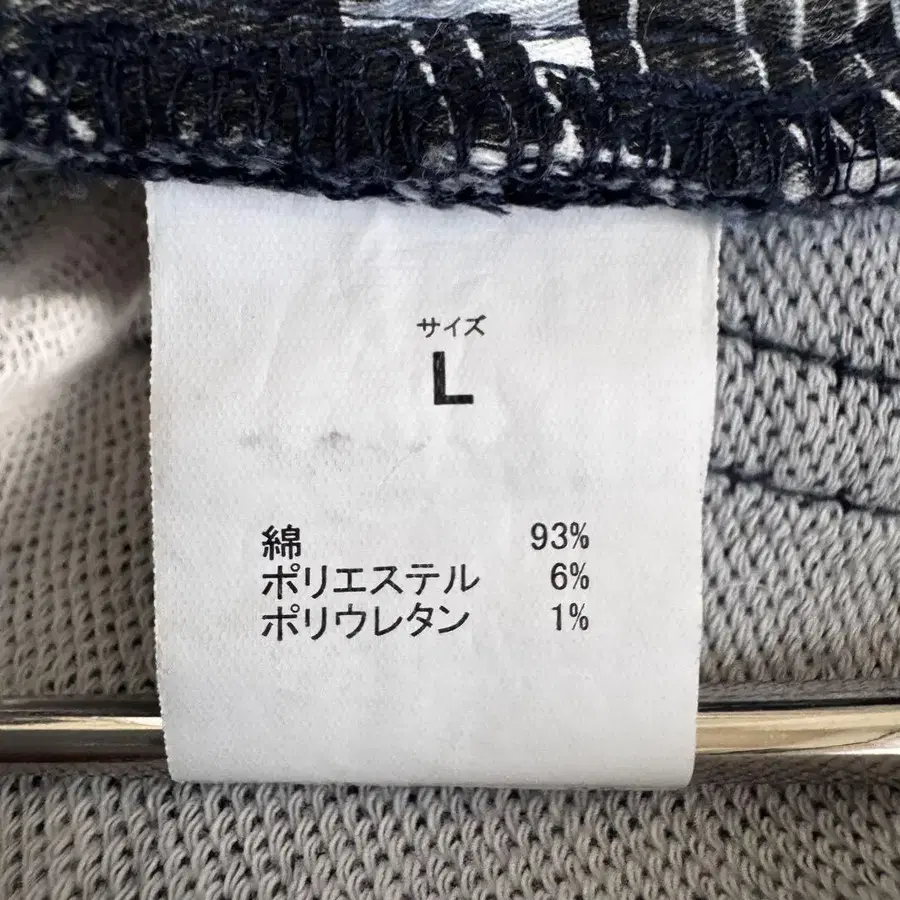 サイズ
L
綿 93%
ポリエステル 6%
ポリウレタン 1%